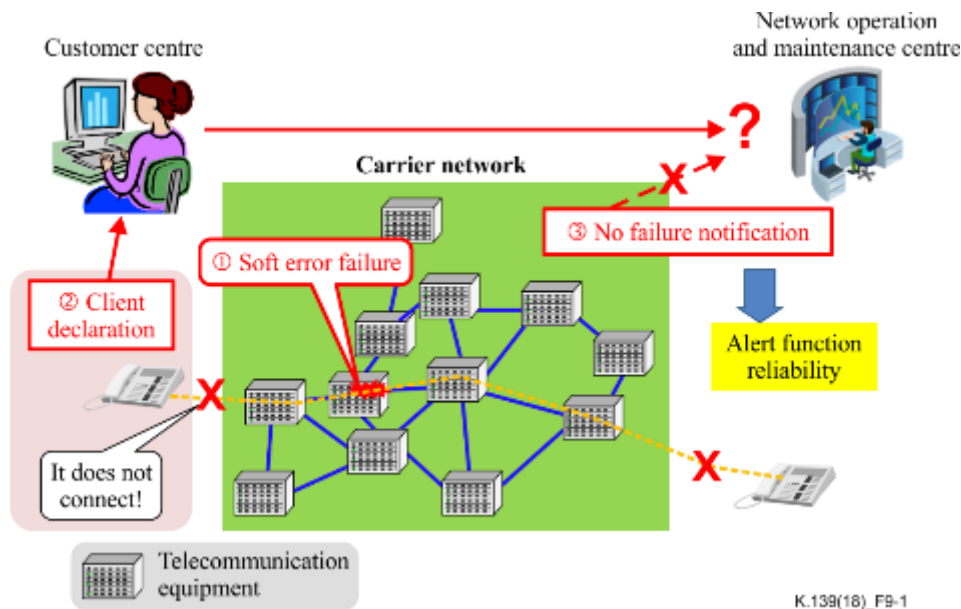 Customer centre
Network operation
and maintenance centre
?
Carrier network
X
③ No failure notification
① Soft error failure
② Client
declaration
Alert function
reliability
X
It does not
connect!
X
Telecommunication
equipment
K.139(18)_F9-1